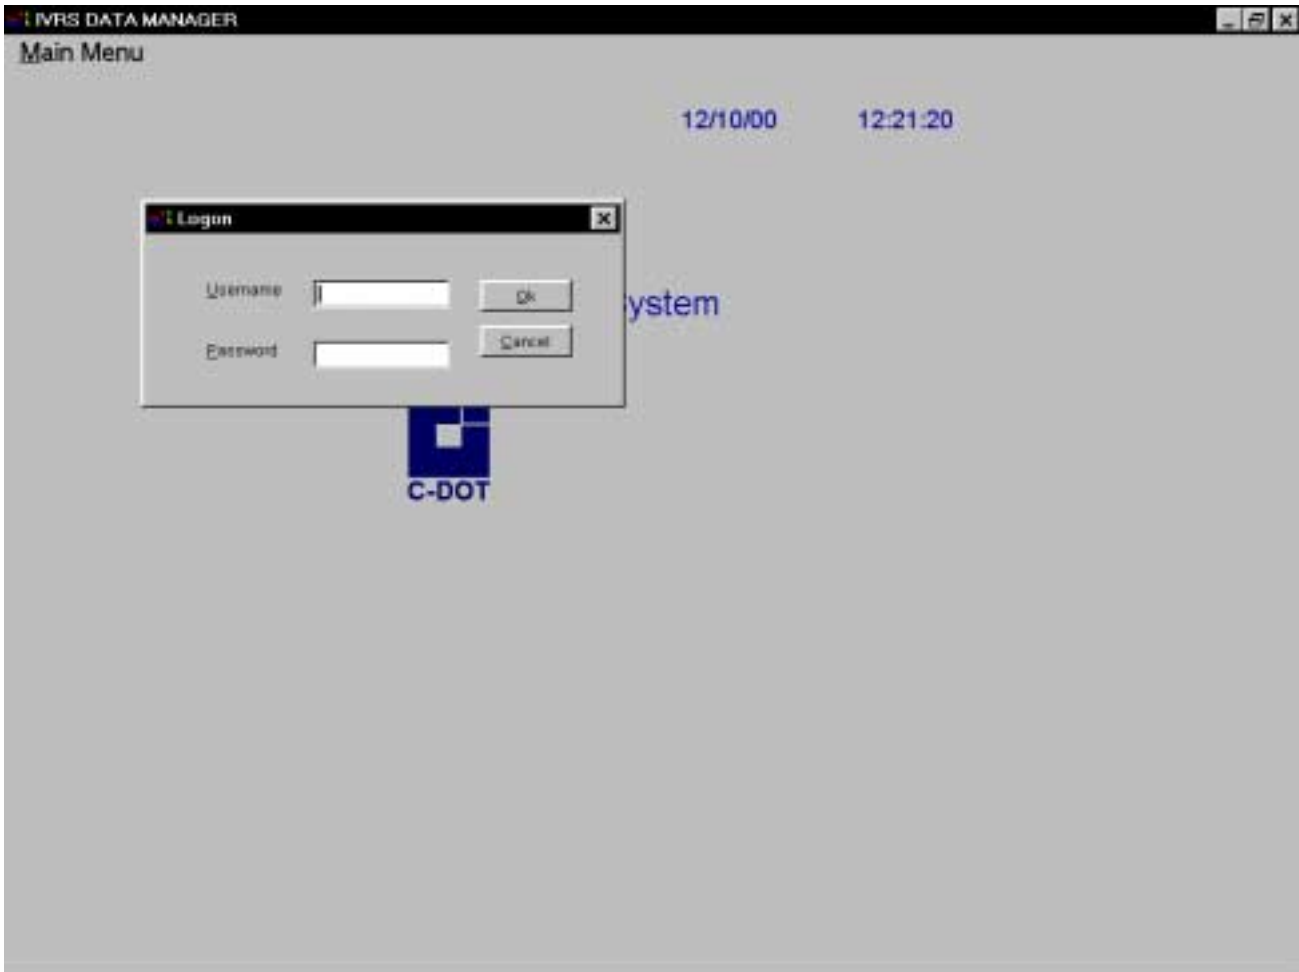 IVRS DATA MANAGER
Main Menu
12/10/00 12:21:20
Logon
Username
Ok
ystem
Password
Cancel
C-DOT